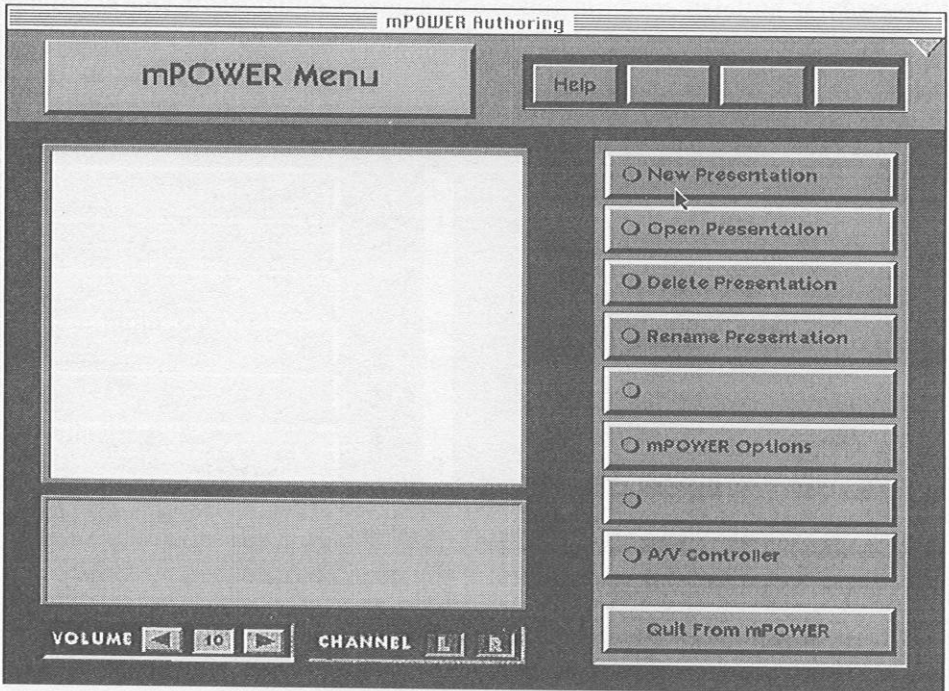 mPOWER Authoring
mPOWER Menu
Help
New Presentation
Open Presentation
Delete Presentation
Rename Presentation
mPOWER Options
A/V Controller
Quit From mPOWER
VOLUME 10 CHANNEL L R